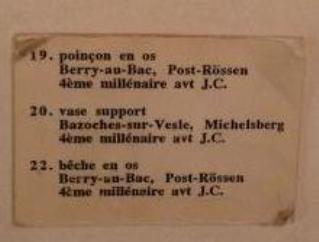 19. poinçon en os
Berry-au-Bac, Post-Rössen
4ème millénaire avt J.C.
20. vase support
Bazoches-sur-Vesle, Michelsberg
4ème millénaire avt J.C.
22. bêche en os
Berry-au-Bac, Post-Rössen
4ème millénaire avt J.C.